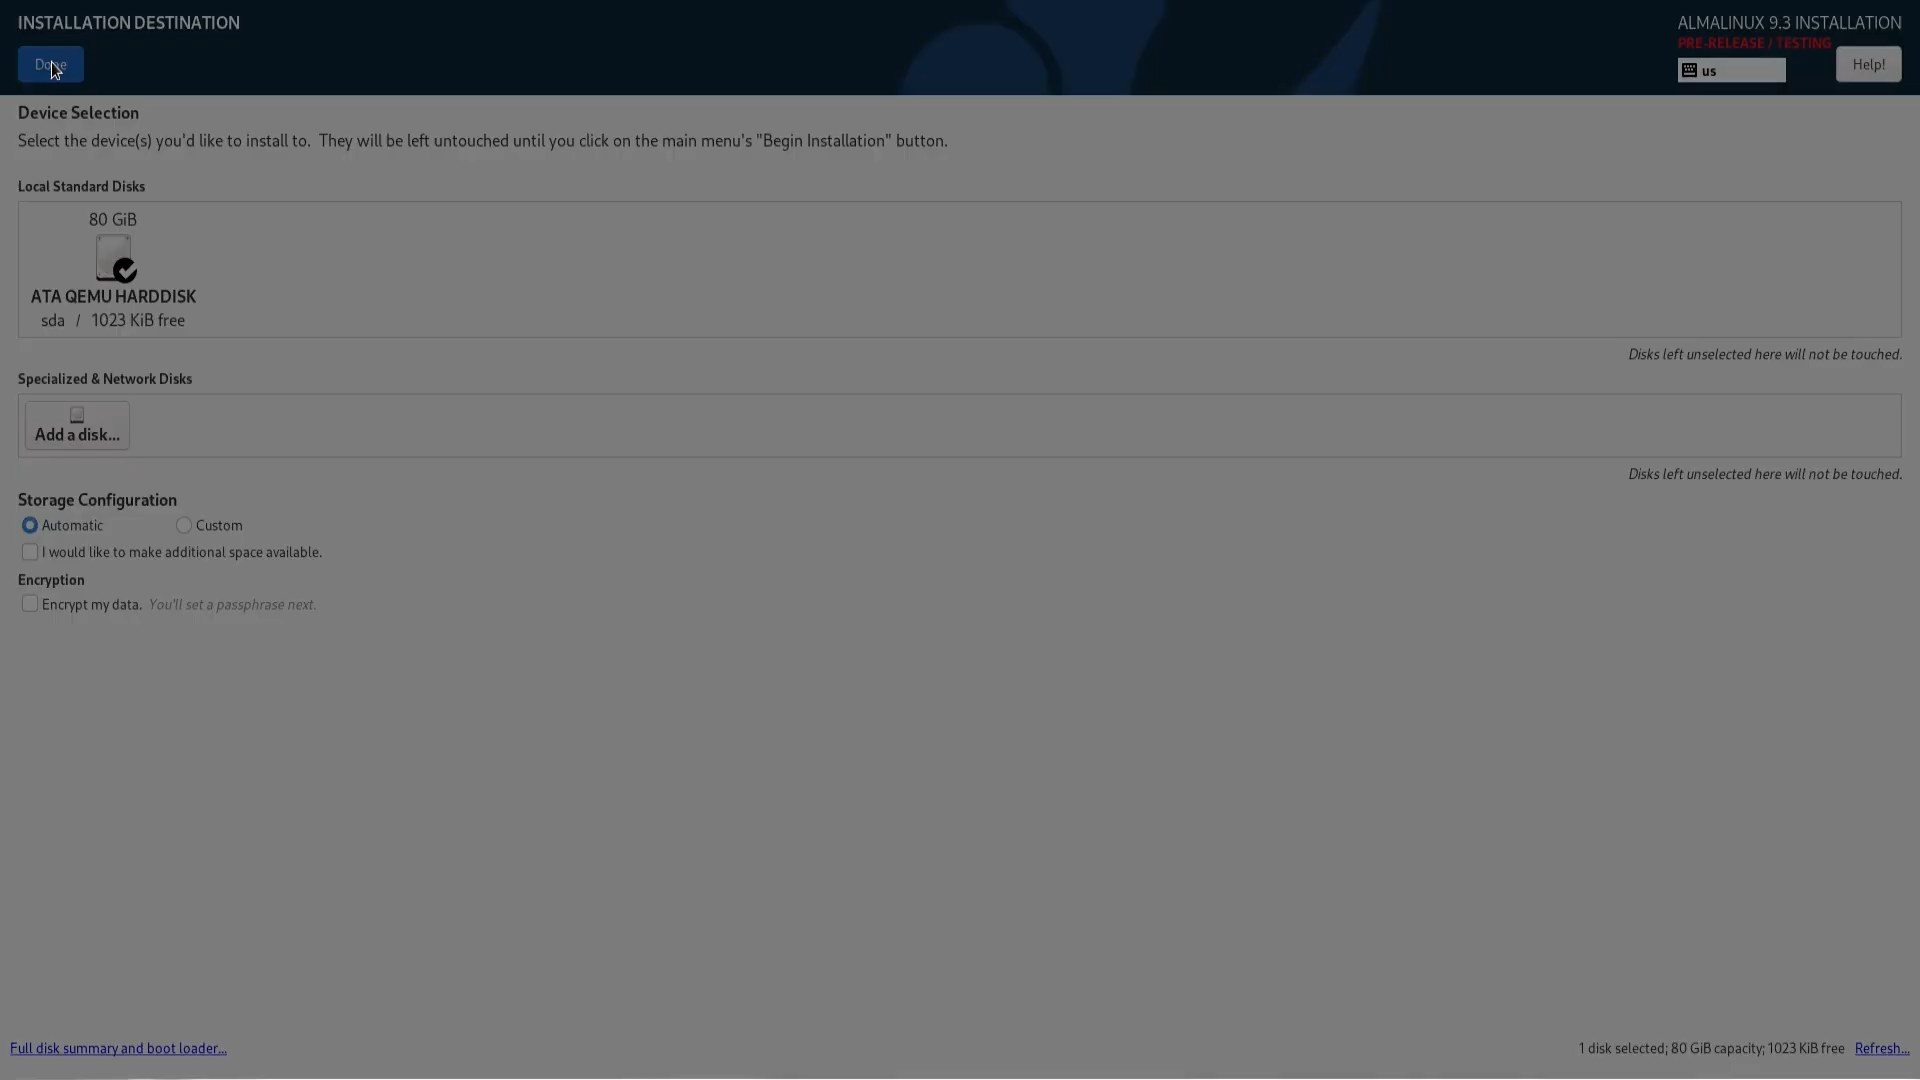 INSTALLATION DESTINATION
ALMALINUX 9.3 INSTALLATION
PRE-RELEASE / TESTING
Done
us
Help!
Device Selection
Select the device(s) you'd like to install to. They will be left untouched until you click on the main menu's "Begin Installation" button.
Local Standard Disks
80 GiB
ATA QEMU HARDDISK
sda / 1023 KiB free
Disks left unselected here will not be touched.
Specialized & Network Disks
Add a disk...
Disks left unselected here will not be touched.
Storage Configuration
Automatic Custom
I would like to make additional space available.
Encryption
Encrypt my data. You'll set a passphrase next.
Full disk summary and boot loader...
1 disk selected; 80 GiB capacity; 1023 KiB free Refresh...